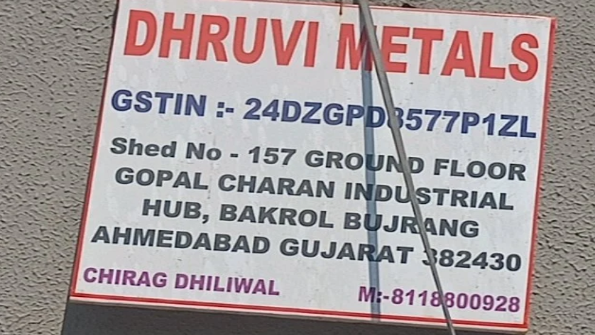 DHRUVI METALS
GSTIN :- 24DZGPD8577P1ZL
Shed No - 157 GROUND FLOOR
GOPAL CHARAN INDUSTRIAL
HUB, BAKROL BUJRANG
AHMEDABAD GUJARAT 382430
CHIRAG DHILIWAL M:-8118800928